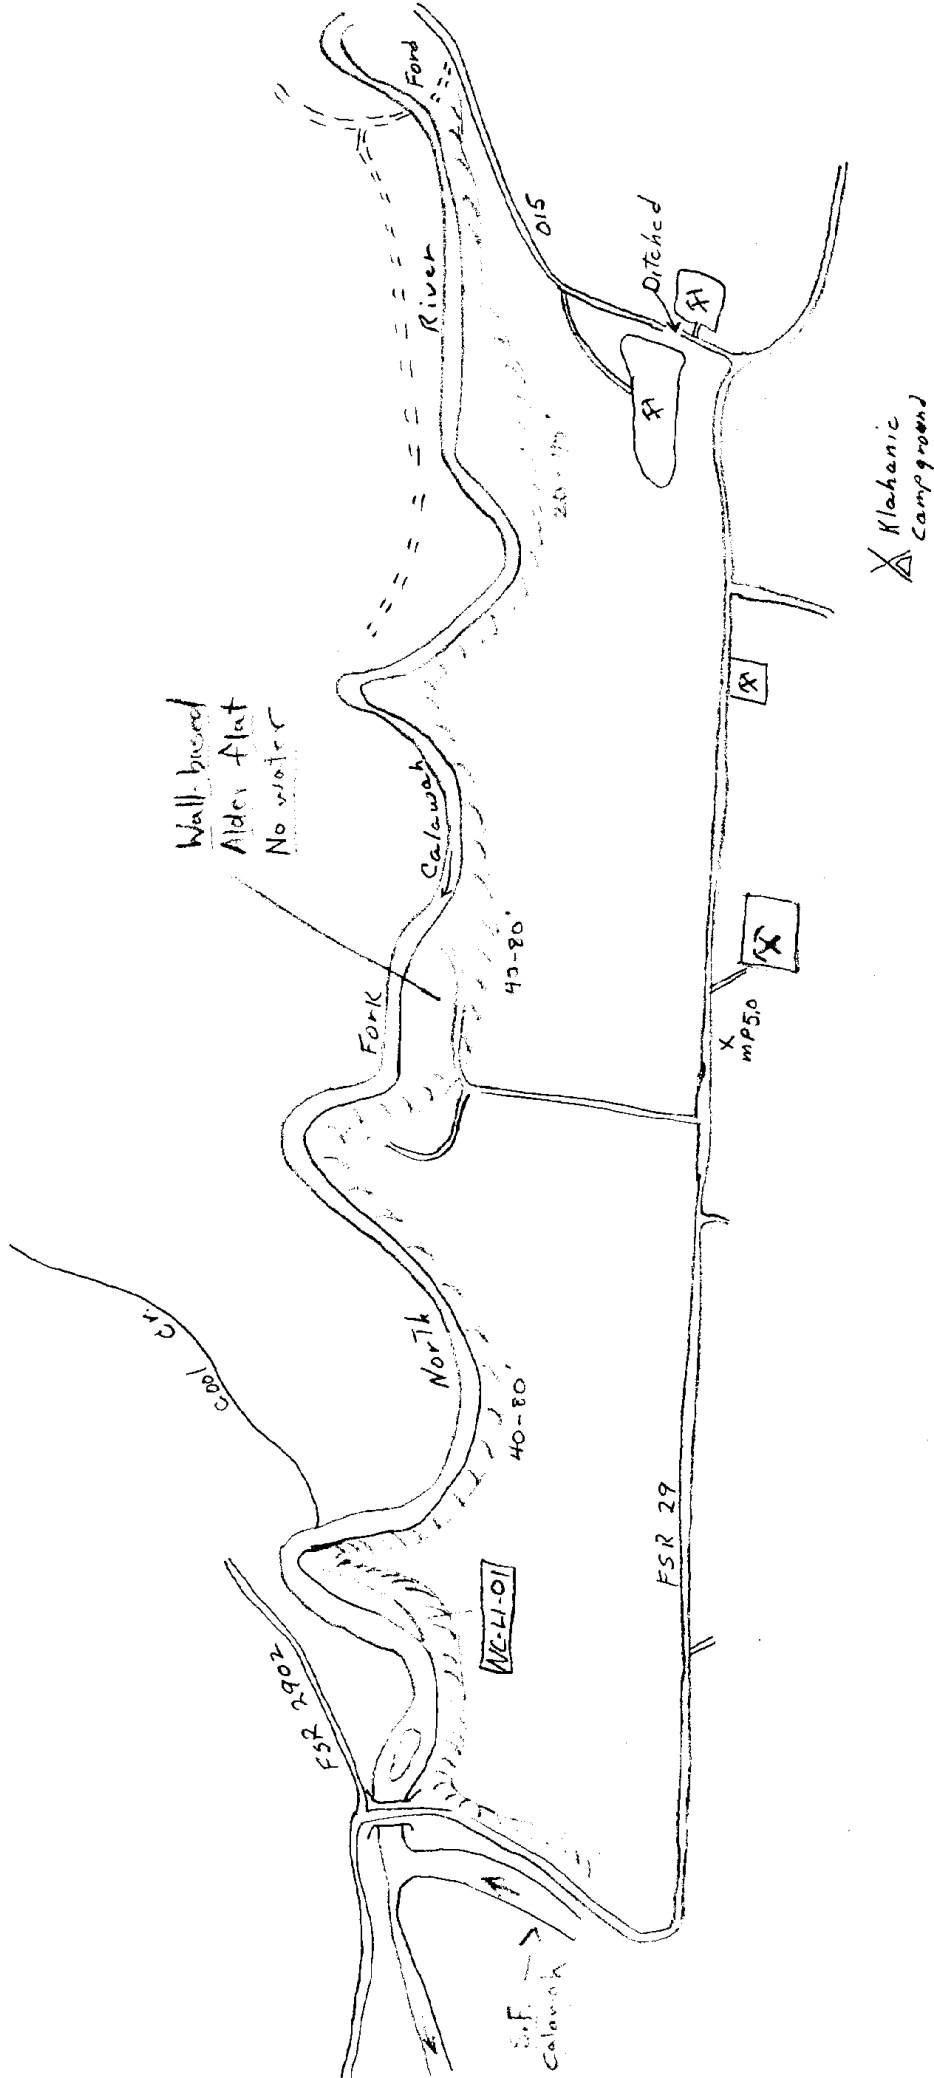 Wall-based
Alder flat
No water
Ford
River
015
Ditched
Calawah
Fork
40-80'
Klahanie
Campground
X
MP5.0
Cool Cr.
North
40-80'
FSR 2902
NC-L1-01
FSR 29
S.F.
Calawah